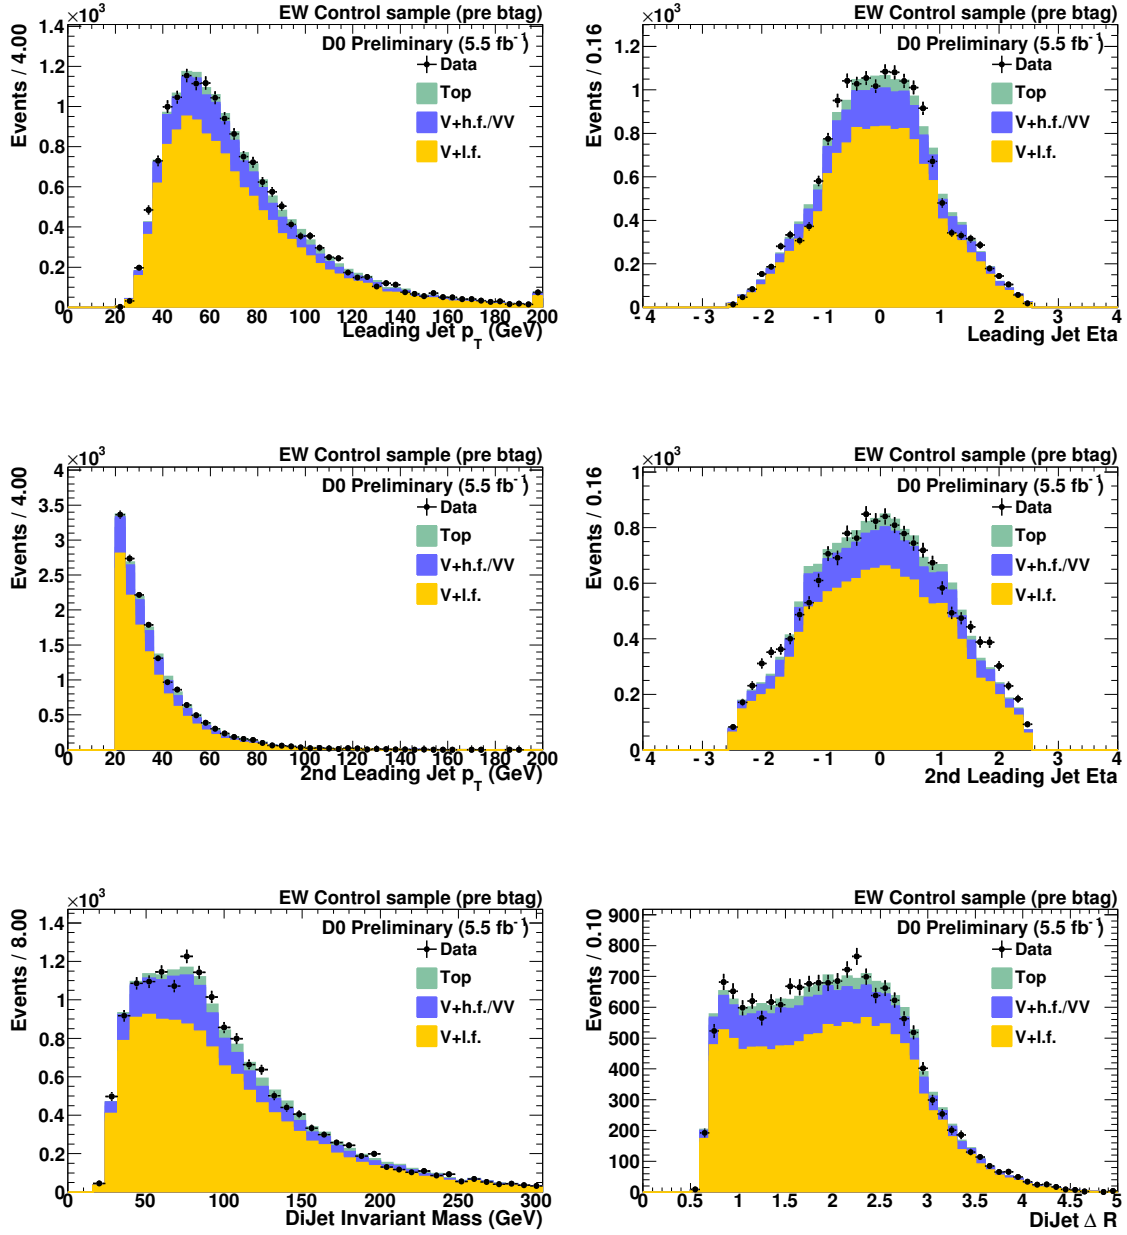 ×10³
EW Control sample (pre btag)
D0 Preliminary (5.5 fb⁻¹)
Events / 4.00
Data
Top
V+h.f./VV
V+l.f.
1.4
1.2
1
0.8
0.6
0.4
0.2
0
0 20 40 60 80 100 120 140 160 180 200
Leading Jet p_T (GeV)
×10³
EW Control sample (pre btag)
D0 Preliminary (5.5 fb⁻¹)
Events / 0.16
Data
Top
V+h.f./VV
V+l.f.
1.2
1
0.8
0.6
0.4
0.2
0
-4 -3 -2 -1 0 1 2 3 4
Leading Jet Eta
×10³
EW Control sample (pre btag)
D0 Preliminary (5.5 fb⁻¹)
Events / 4.00
Data
Top
V+h.f./VV
V+l.f.
4
3.5
3
2.5
2
1.5
1
0.5
0
0 20 40 60 80 100 120 140 160 180 200
2nd Leading Jet p_T (GeV)
×10³
EW Control sample (pre btag)
D0 Preliminary (5.5 fb⁻¹)
Events / 0.16
Data
Top
V+h.f./VV
V+l.f.
1
0.8
0.6
0.4
0.2
0
-4 -3 -2 -1 0 1 2 3 4
2nd Leading Jet Eta
×10³
EW Control sample (pre btag)
D0 Preliminary (5.5 fb⁻¹)
Events / 8.00
Data
Top
V+h.f./VV
V+l.f.
1.4
1.2
1
0.8
0.6
0.4
0.2
0
0 50 100 150 200 250 300
DiJet Invariant Mass (GeV)
EW Control sample (pre btag)
D0 Preliminary (5.5 fb⁻¹)
Events / 0.10
Data
Top
V+h.f./VV
V+l.f.
900
800
700
600
500
400
300
200
100
0
0 0.5 1 1.5 2 2.5 3 3.5 4 4.5 5
DiJet Δ R